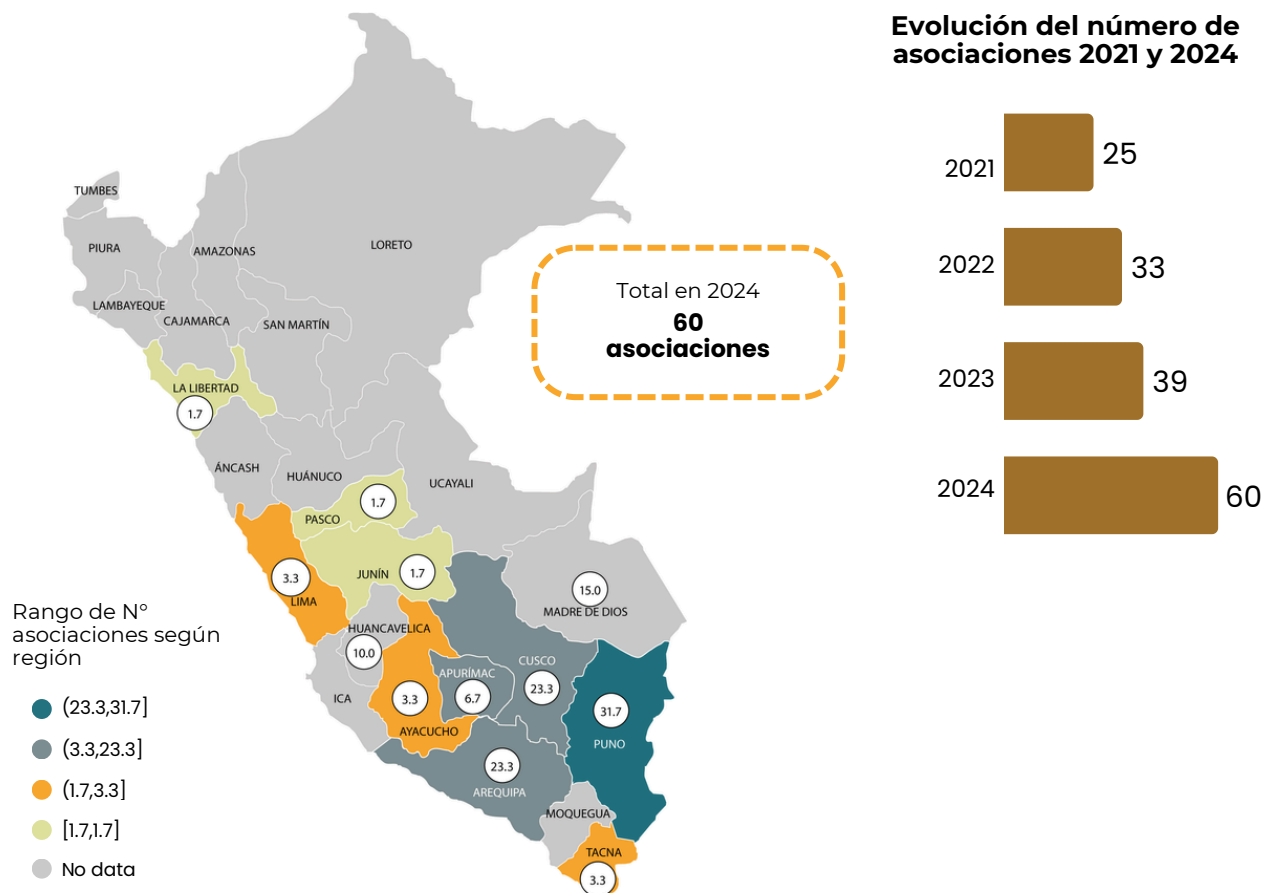 Evolución del número de
asociaciones 2021 y 2024
2021
25
2022
33
2023
39
2024
60
Total en 2024
60
asociaciones
TUMBES
PIURA
AMAZONAS
LORETO
LAMBAYEQUE
CAJAMARCA
SAN MARTÍN
LA LIBERTAD
1.7
ÁNCASH
HUÁNUCO
UCAYALI
1.7
PASCO
JUNÍN
1.7
3.3
LIMA
15.0
MADRE DE DIOS
HUANCAVELICA
10.0
ICA
3.3
AYACUCHO
APURÍMAC
6.7
CUSCO
23.3
31.7
PUNO
23.3
AREQUIPA
MOQUEGUA
TACNA
3.3
Rango de N°
asociaciones según
región
(23.3,31.7]
(3.3,23.3]
(1.7,3.3]
[1.7,1.7]
No data